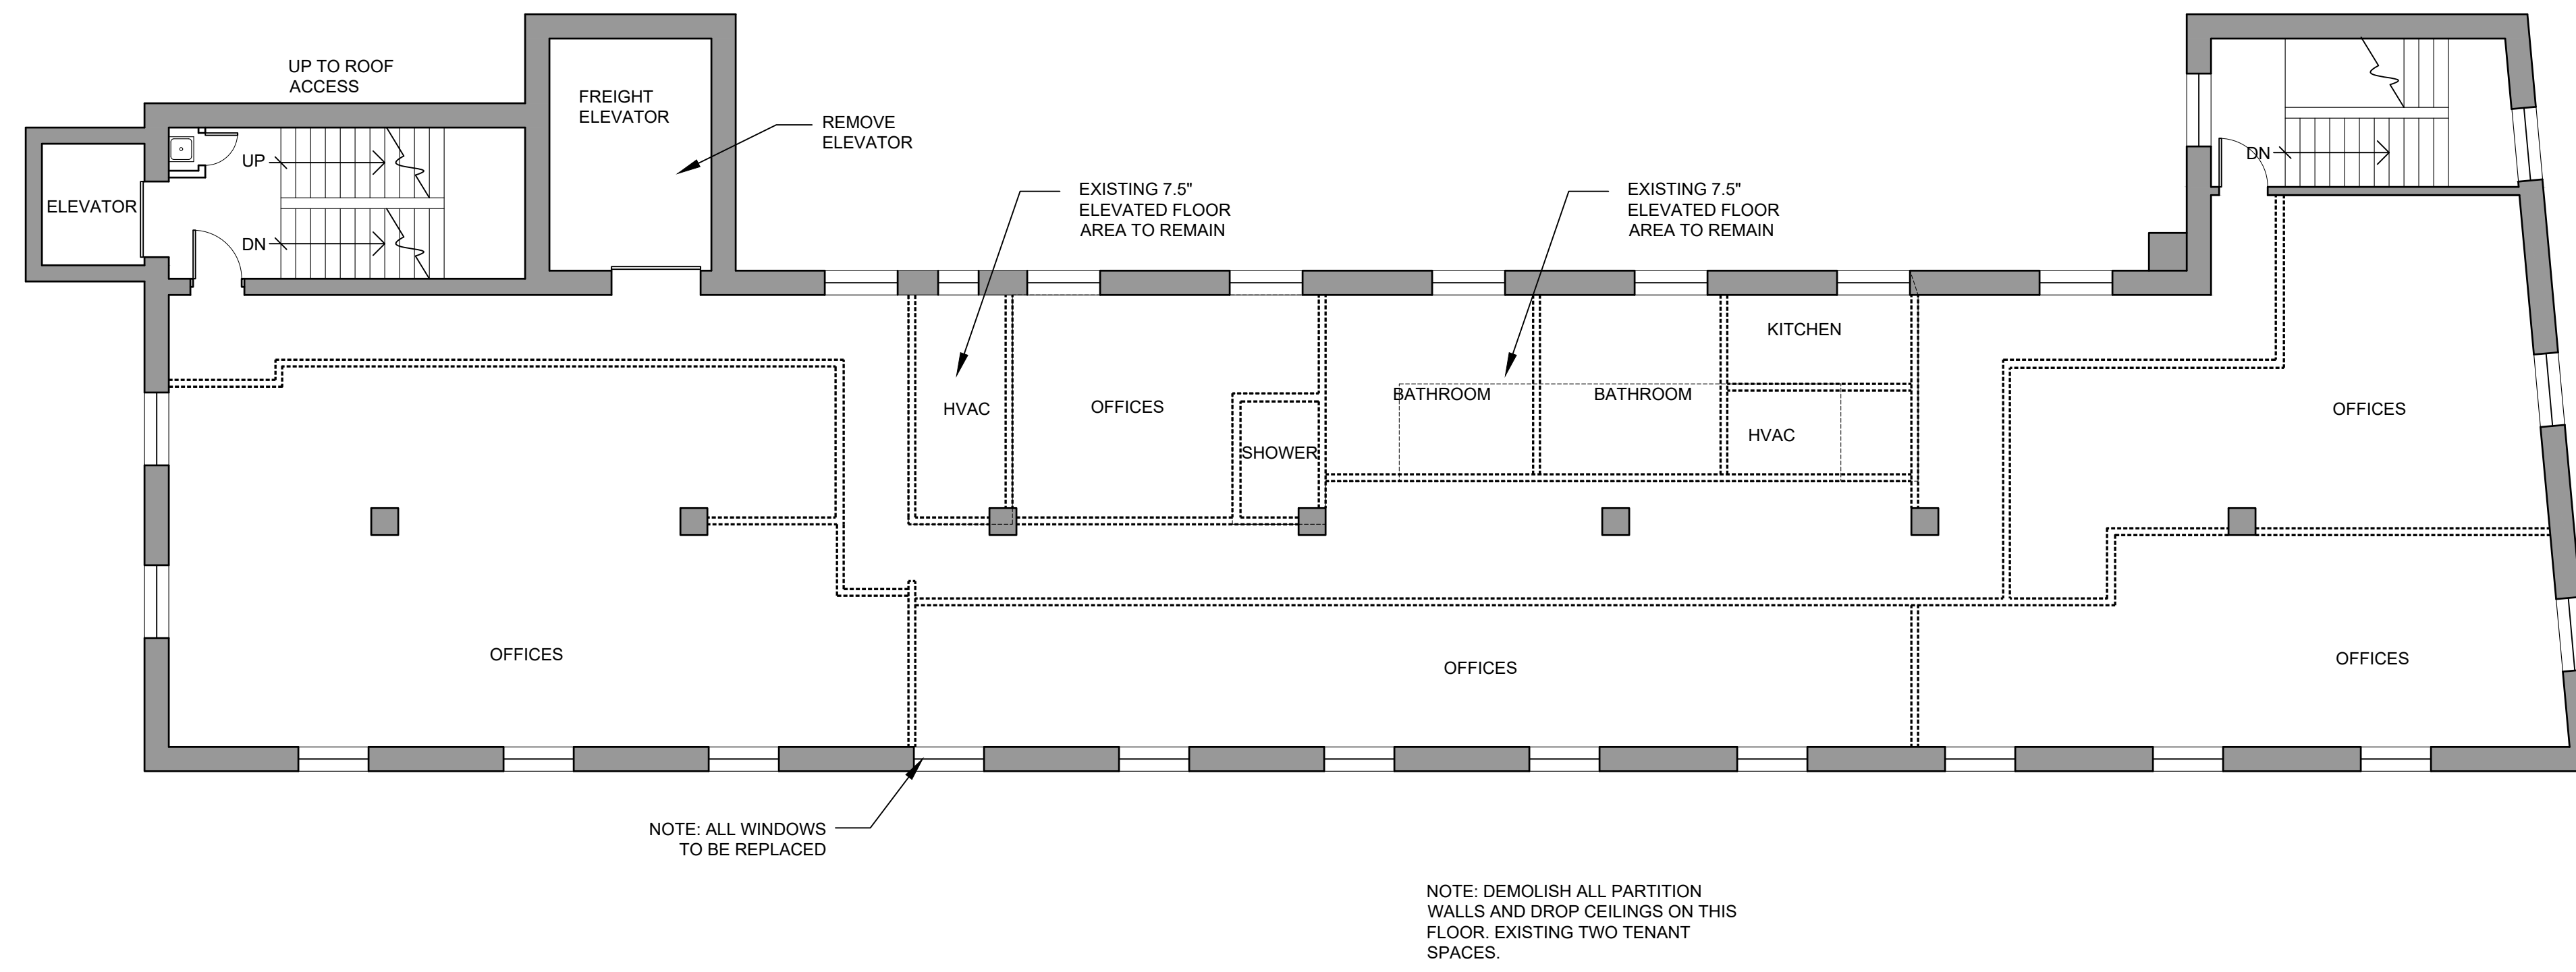 UP TO ROOF
ACCESS
FREIGHT
ELEVATOR
REMOVE
ELEVATOR
UP
DN
ELEVATOR
EXISTING 7.5"
ELEVATED FLOOR
AREA TO REMAIN
EXISTING 7.5"
ELEVATED FLOOR
AREA TO REMAIN
DN
KITCHEN
HVAC
OFFICES
BATHROOM
BATHROOM
OFFICES
HVAC
SHOWER
OFFICES
OFFICES
OFFICES
NOTE: ALL WINDOWS
TO BE REPLACED
NOTE: DEMOLISH ALL PARTITION
WALLS AND DROP CEILINGS ON THIS
FLOOR. EXISTING TWO TENANT
SPACES.